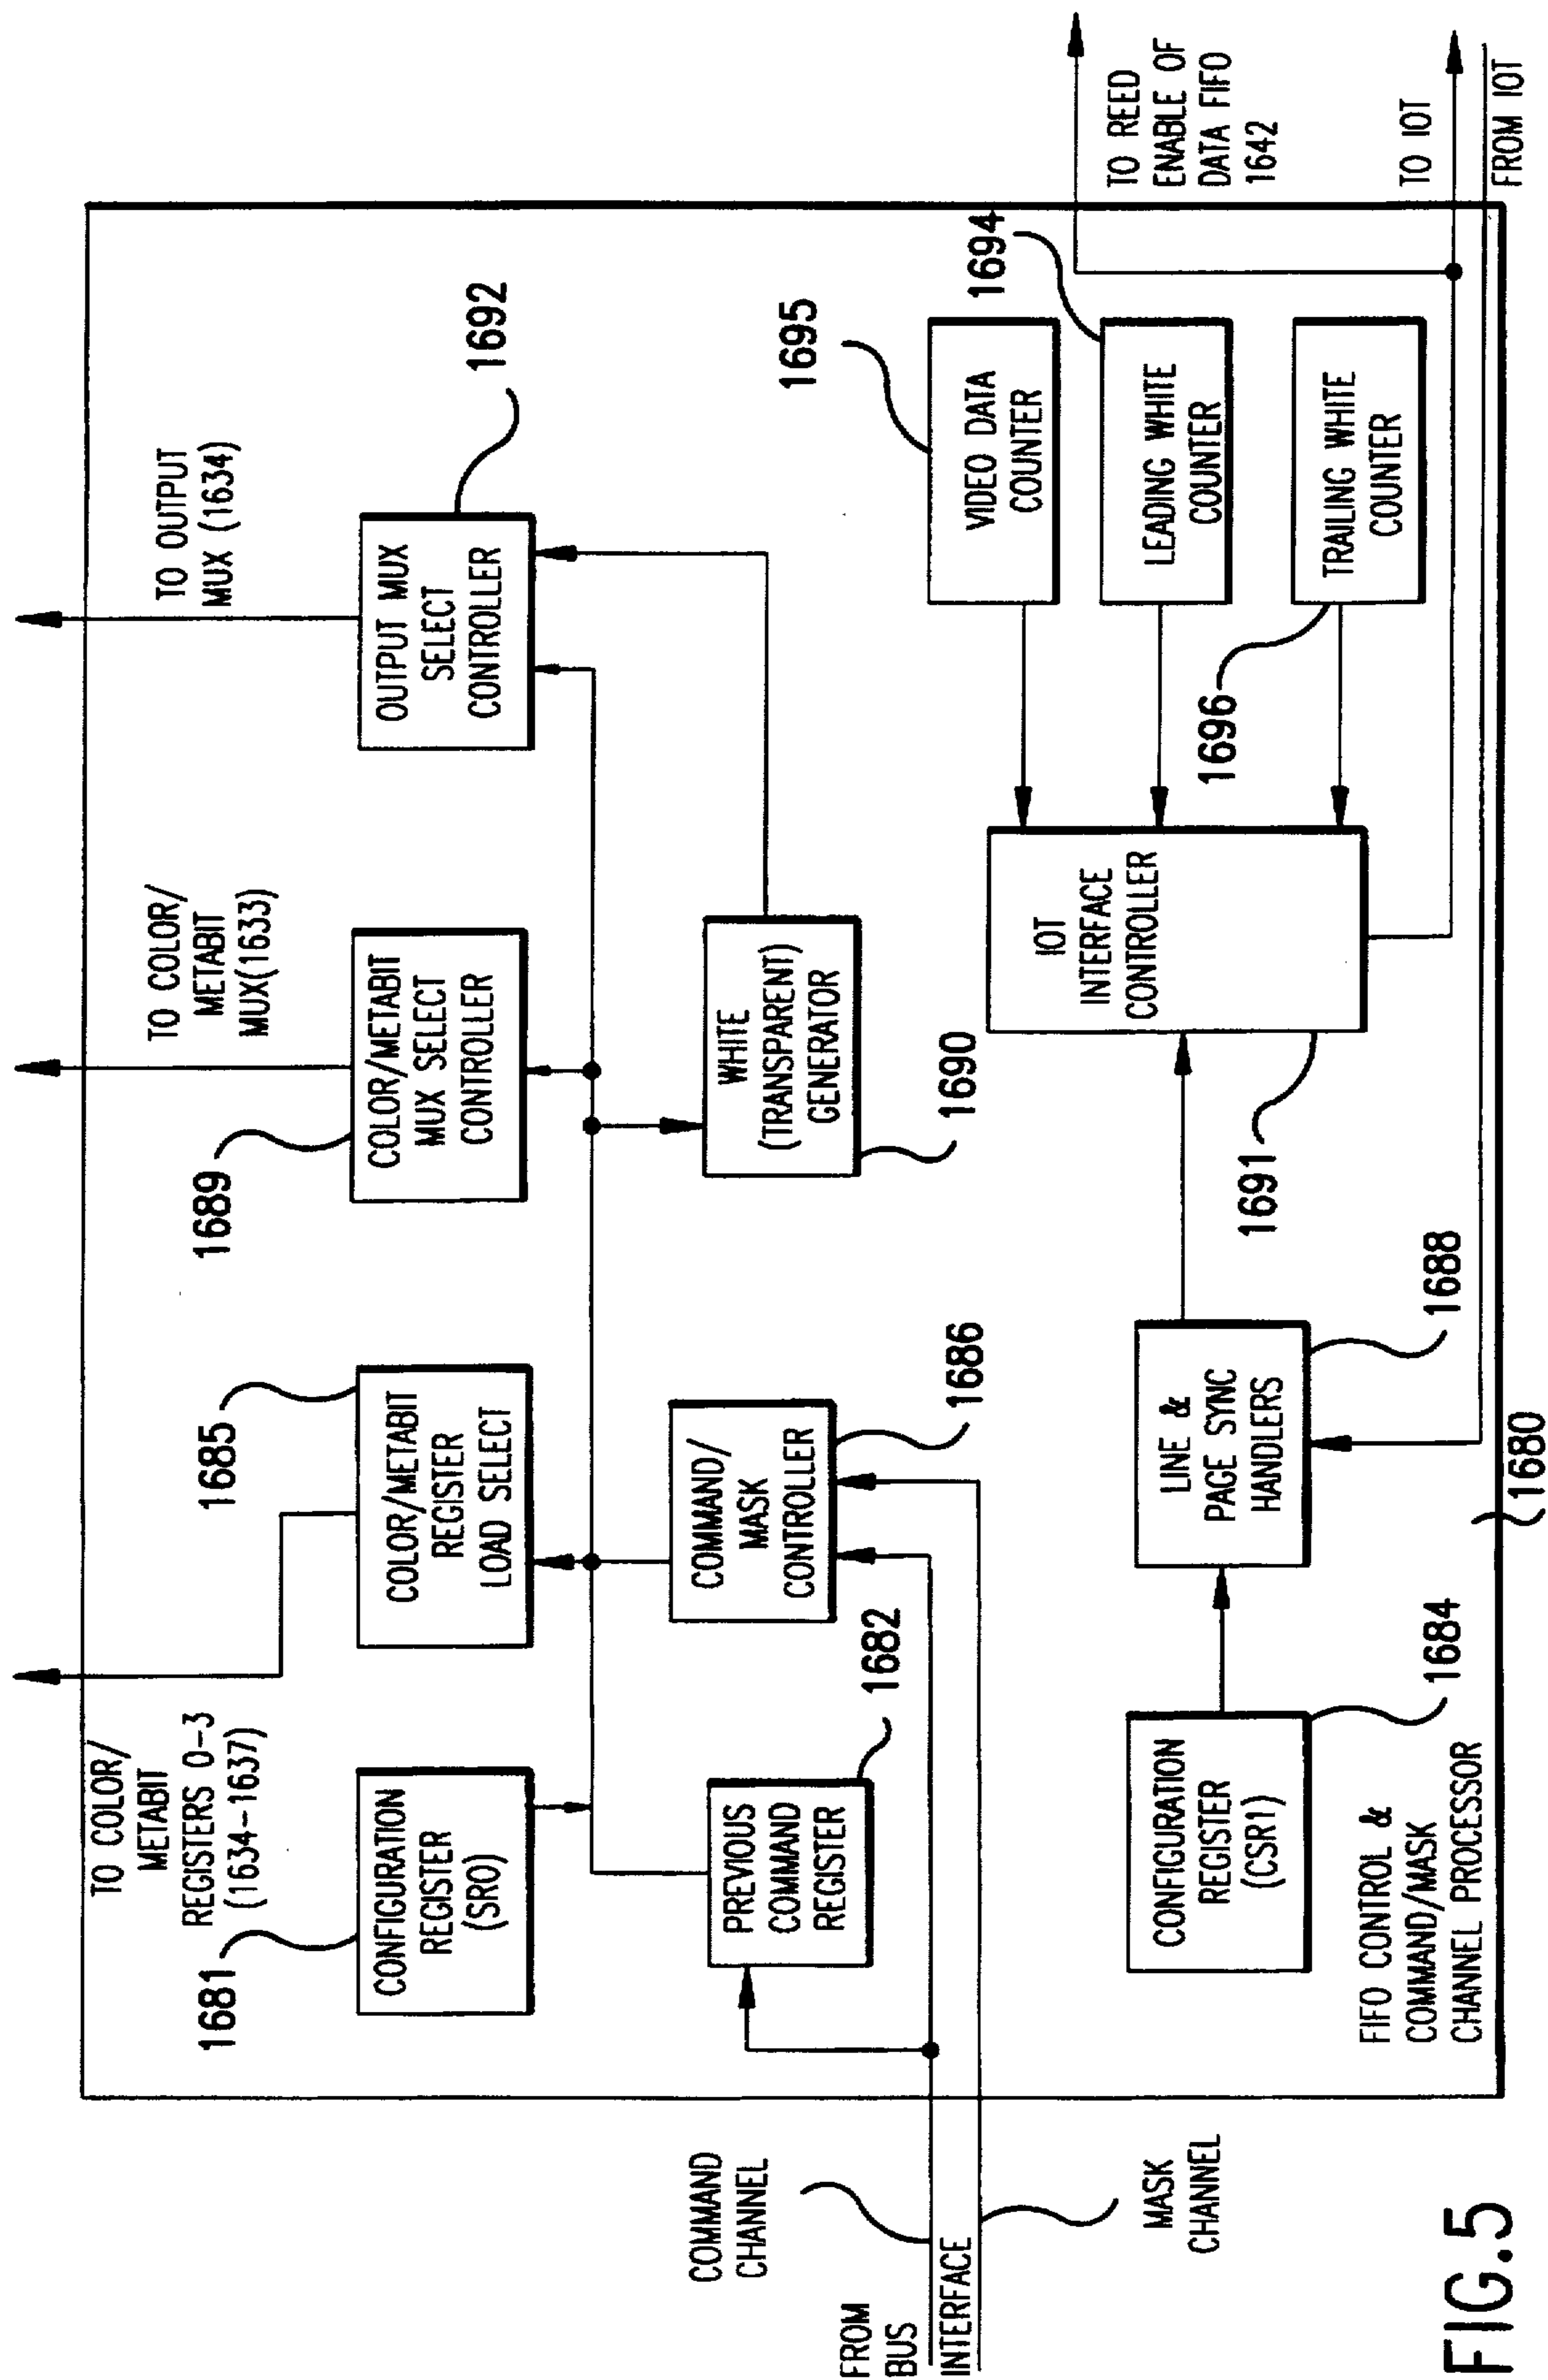 TO COLOR/
METABIT
REGISTERS 0-3
(1634-1637)
TO COLOR/
METABIT
MUX(1633)
TO OUTPUT
MUX (1634)
1681
CONFIGURATION
REGISTER
(SR0)
1685
COLOR/METABIT
REGISTER
LOAD SELECT
1689
COLOR/METABIT
MUX SELECT
CONTROLLER
OUTPUT MUX
SELECT
CONTROLLER
1692
PREVIOUS
COMMAND
REGISTER
1682
COMMAND/
MASK
CONTROLLER
1686
WHITE
(TRANSPARENT)
GENERATOR
1690
COMMAND
CHANNEL
FROM
BUS
INTERFACE
MASK
CHANNEL
1695
VIDEO DATA
COUNTER
1694
LEADING WHITE
COUNTER
1696
TRAILING WHITE
COUNTER
IOT
INTERFACE
CONTROLLER
1691
LINE &
PAGE SYNC
HANDLERS
1688
CONFIGURATION
REGISTER
(CSR1)
1684
TO REED
ENABLE OF
DATA FIFO
1642
TO IOT
FROM IOT
FIFO CONTROL &
COMMAND/MASK
CHANNEL PROCESSOR
1680
FIG.5